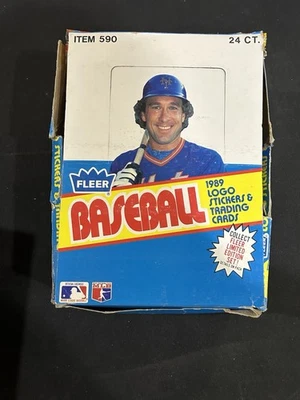 ITEM 590
24 CT.
FLEER
BASEBALL
1989
LOGO
STICKERS &
TRADING
CARDS
COLLECT
FLEER
LIMITED
EDITION
SET!